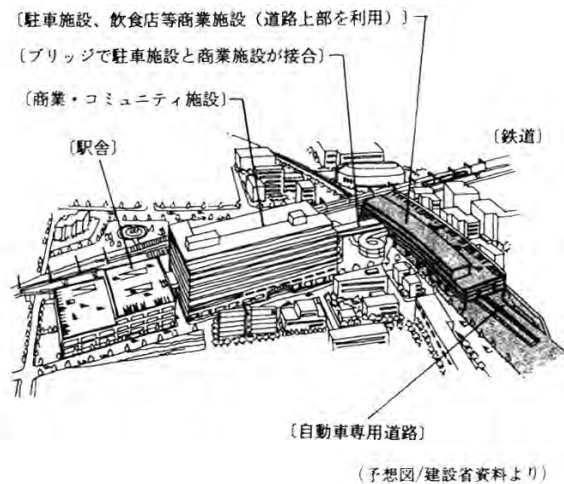 〔駐車施設、飲食店等商業施設（道路上部を利用）〕
〔ブリッジで駐車施設と商業施設が接合〕
〔商業・コミュニティ施設〕
〔鉄道〕
〔駅舎〕
〔自動車専用道路〕
（予想図/建設省資料より）